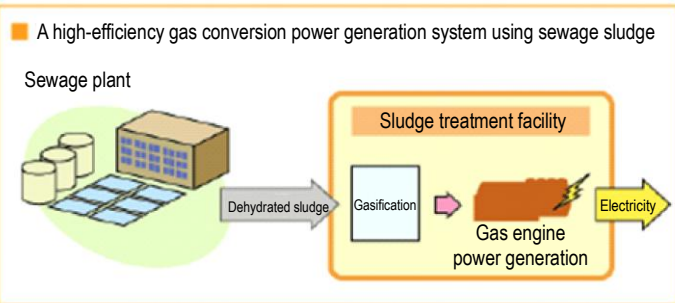 A high-efficiency gas conversion power generation system using sewage sludge
Sewage plant
Sludge treatment facility
Dehydrated sludge
Gasification
Electricity
Gas engine
power generation